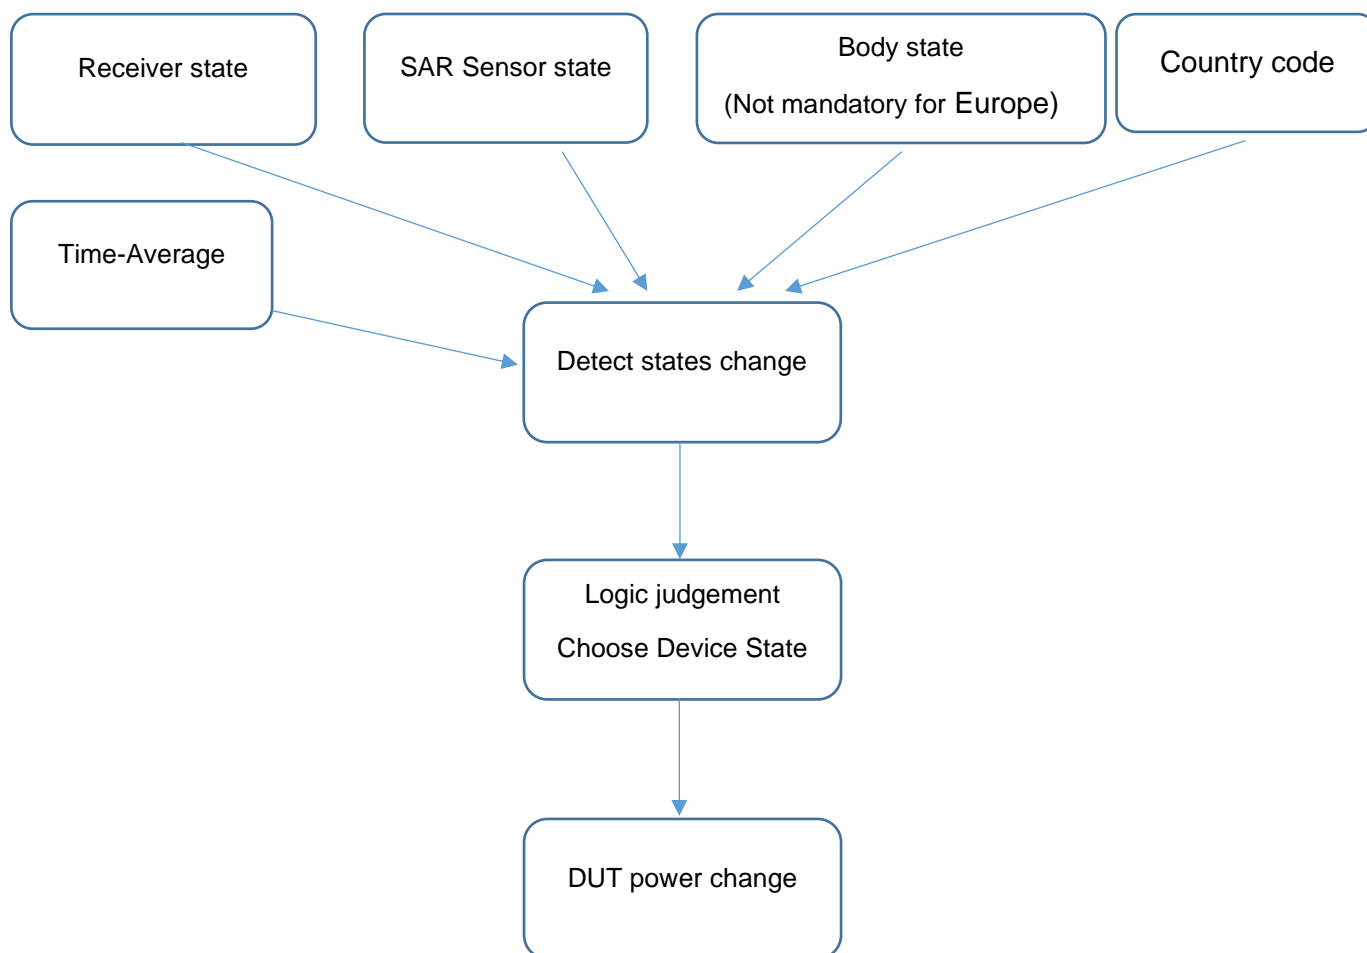 Receiver state
SAR Sensor state
Body state
(Not mandatory for Europe)
Country code
Time-Average
Detect states change
Logic judgement
Choose Device State
DUT power change